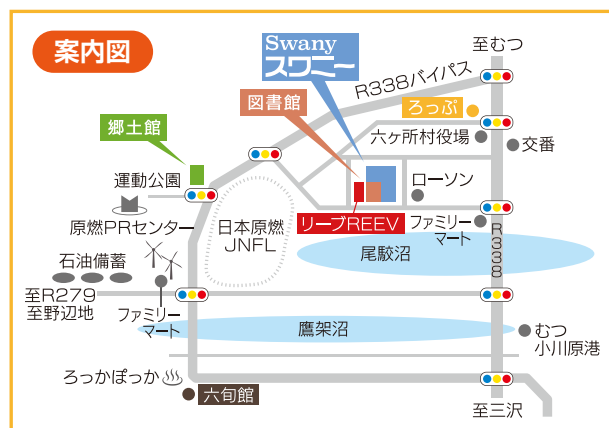 案内図
Swany
スワニー
至むつ
R338バイパス
図書館
ろっぷ
郷土館
六ヶ所村役場
交番
運動公園
ローソン
原燃PRセンター
日本原燃
JNFL
リーブREEV
ファミリー
マート
R338
尾鮫沼
石油備蓄
至R279
至野辺地
ファミリー
マート
鷹架沼
むつ
小川原港
ろっかぽっか
六旬館
至三沢